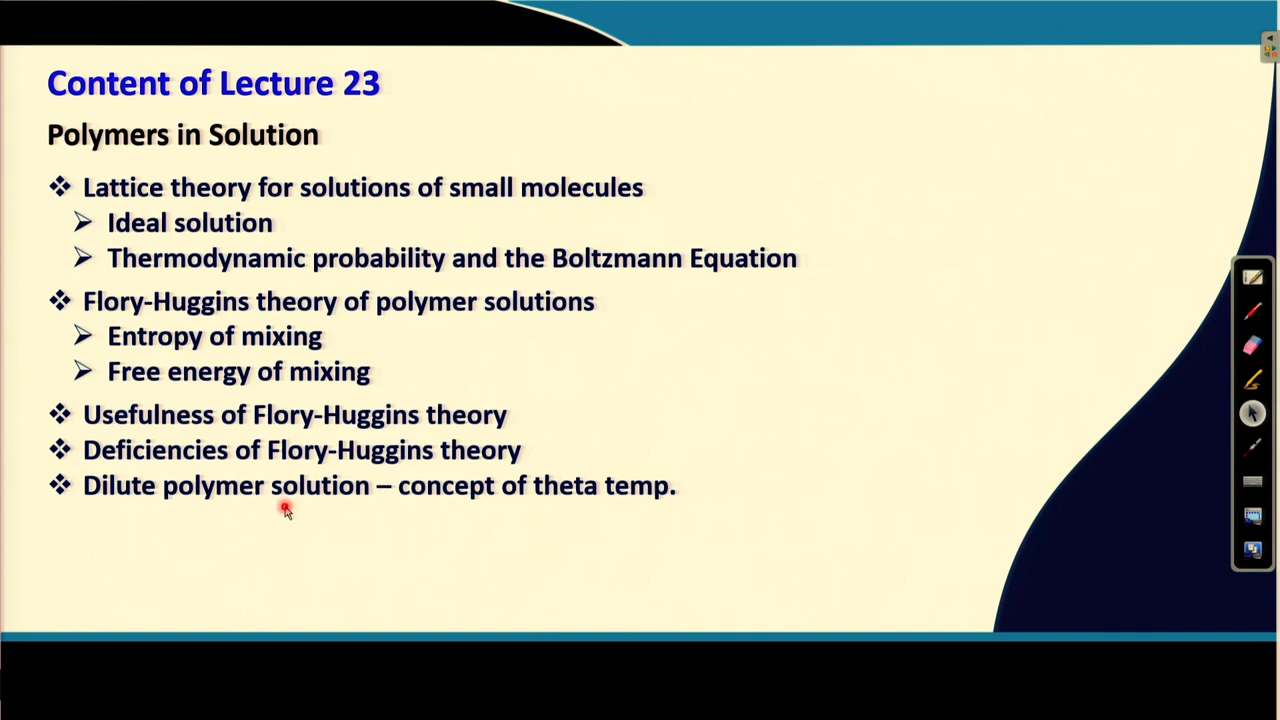 Content of Lecture 23
Polymers in Solution
❖ Lattice theory for solutions of small molecules
➢ Ideal solution
➢ Thermodynamic probability and the Boltzmann Equation
❖ Flory-Huggins theory of polymer solutions
➢ Entropy of mixing
➢ Free energy of mixing
❖ Usefulness of Flory-Huggins theory
❖ Deficiencies of Flory-Huggins theory
❖ Dilute polymer solution – concept of theta temp.